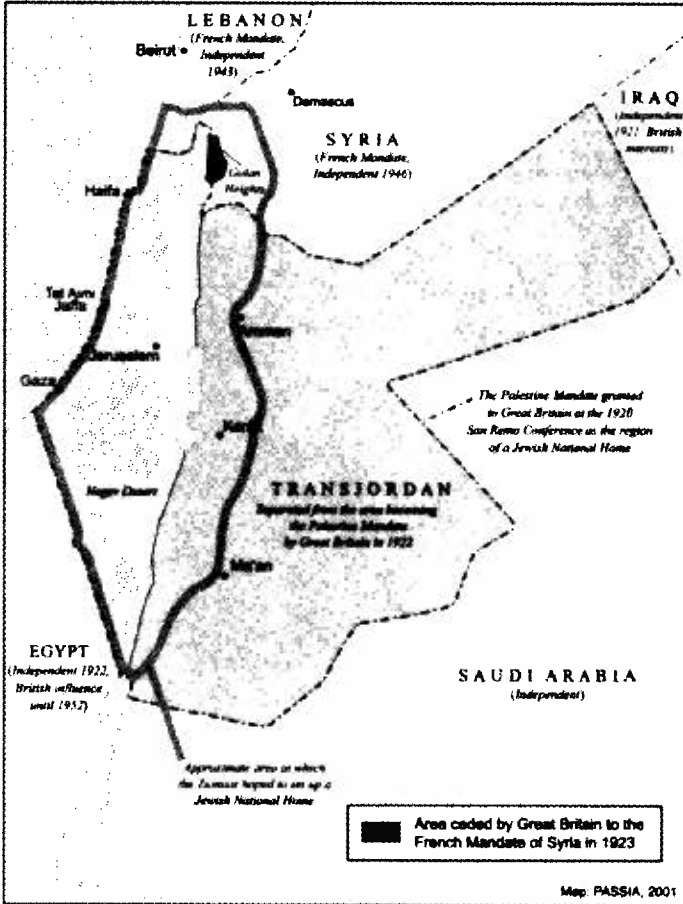 LEBANON
(French Mandate,
Independent
1943)
Beirut
Damascus
IRAQ
(Independent
1921 British
interests)
SYRIA
(French Mandate,
Independent 1946)
Golan
Heights
Haifa
Tel Aviv
Jaffa
Amman
Jerusalem
Gaza
The Palestine Mandate granted
to Great Britain at the 1920
San Remo Conference as the region
of a Jewish National Home
Kerak
Negev Desert
TRANSJORDAN
Separated from the area becoming
the Palestine Mandate
by Great Britain in 1922
Ma'an
EGYPT
(Independent 1922,
British influence
until 1952)
SAUDI ARABIA
(Independent)
Approximate area in which
the Zionists hoped to set up a
Jewish National Home
Area ceded by Great Britain to the
French Mandate of Syria in 1923
Map: PASSIA, 2001